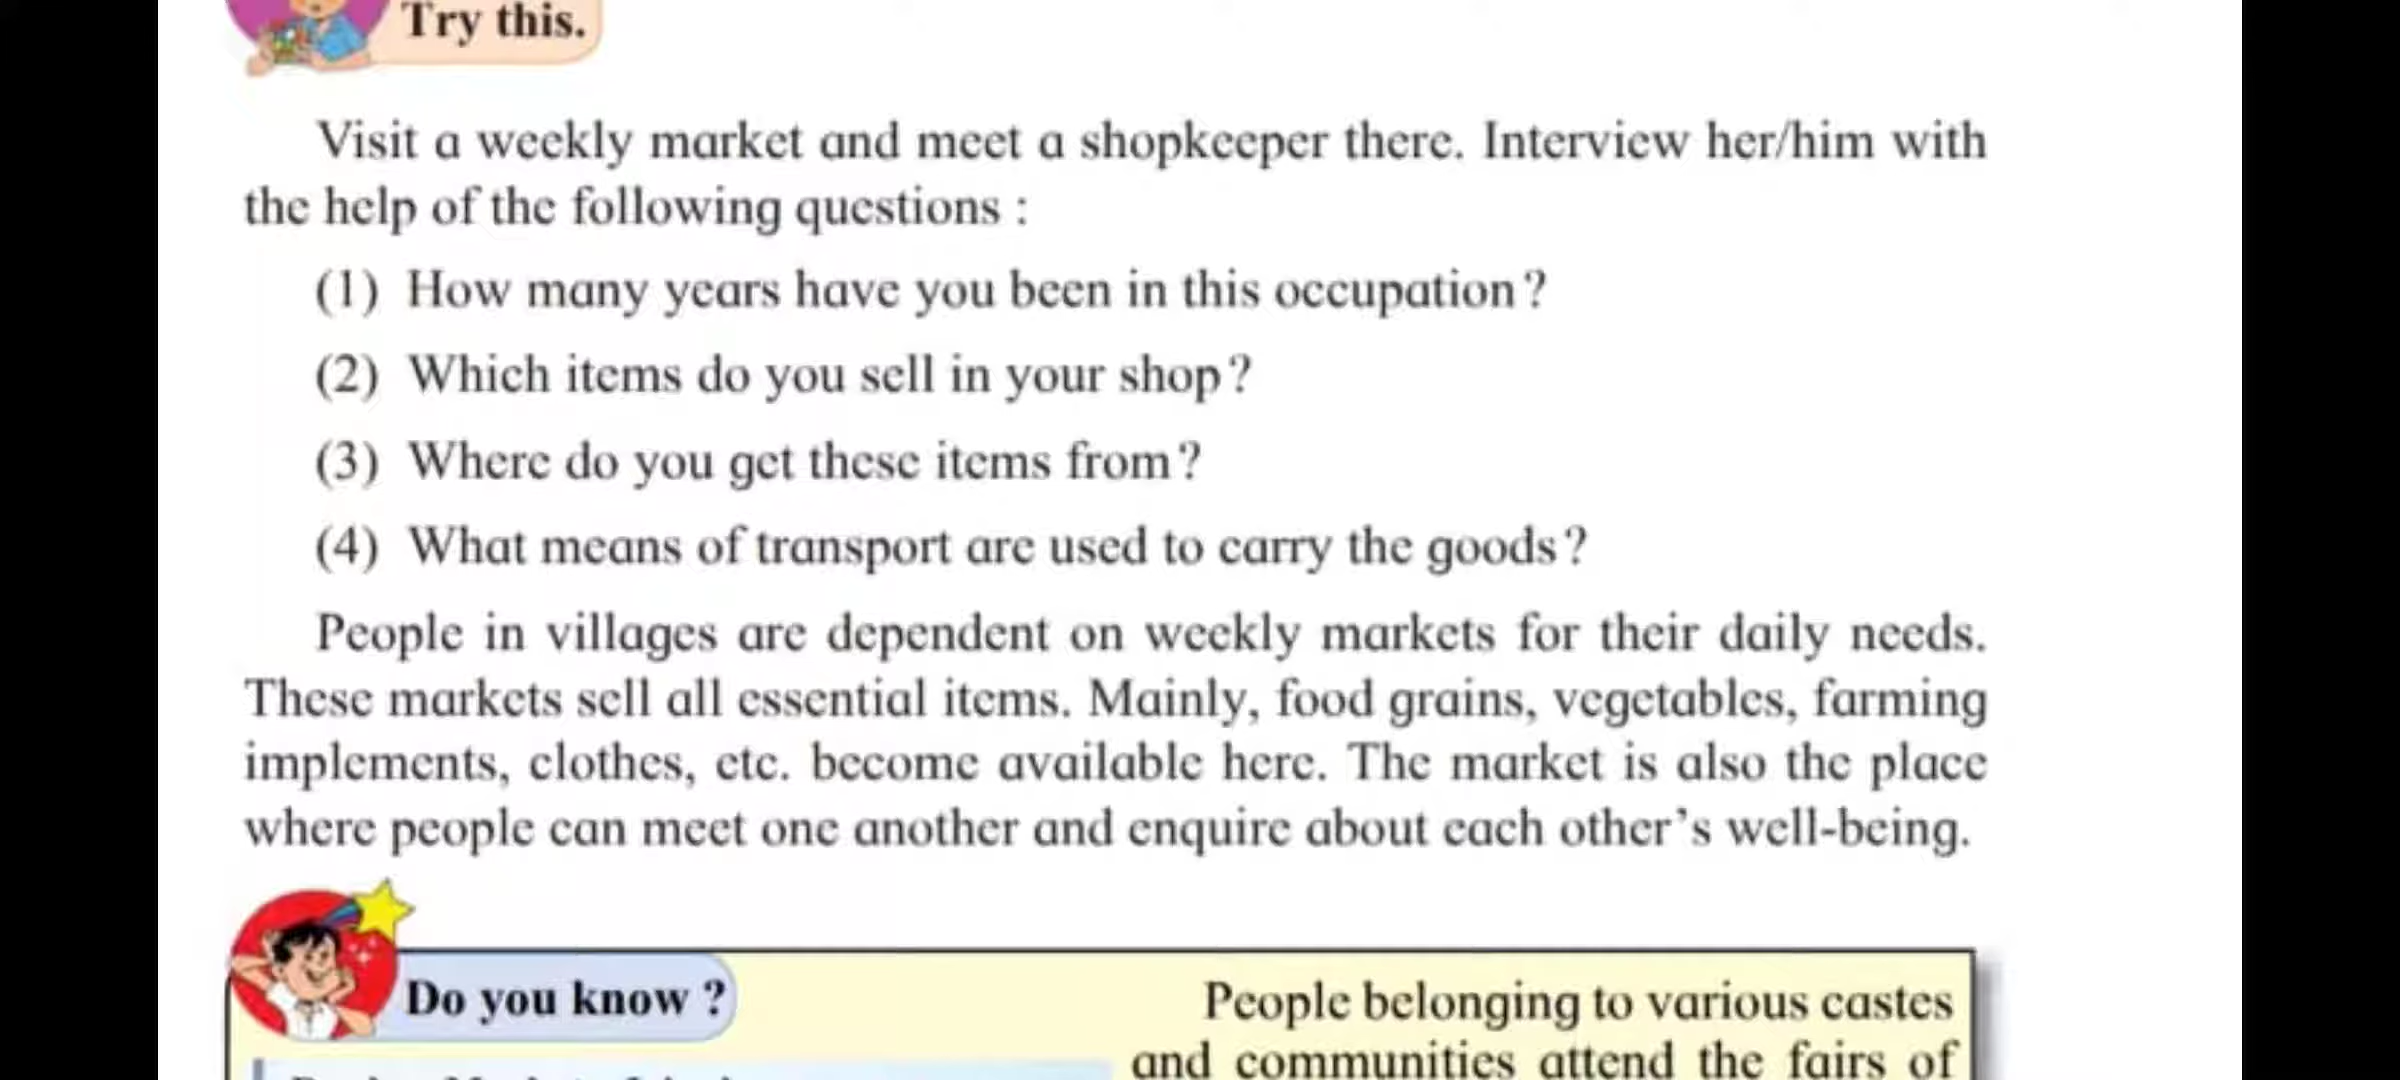 Try this.
Visit a weekly market and meet a shopkeeper there. Interview her/him with
the help of the following questions :
(1) How many years have you been in this occupation?
(2) Which items do you sell in your shop?
(3) Where do you get these items from?
(4) What means of transport are used to carry the goods?
People in villages are dependent on weekly markets for their daily needs.
These markets sell all essential items. Mainly, food grains, vegetables, farming
implements, clothes, etc. become available here. The market is also the place
where people can meet one another and enquire about each other's well-being.
Do you know ?
People belonging to various castes
and communities attend the fairs of